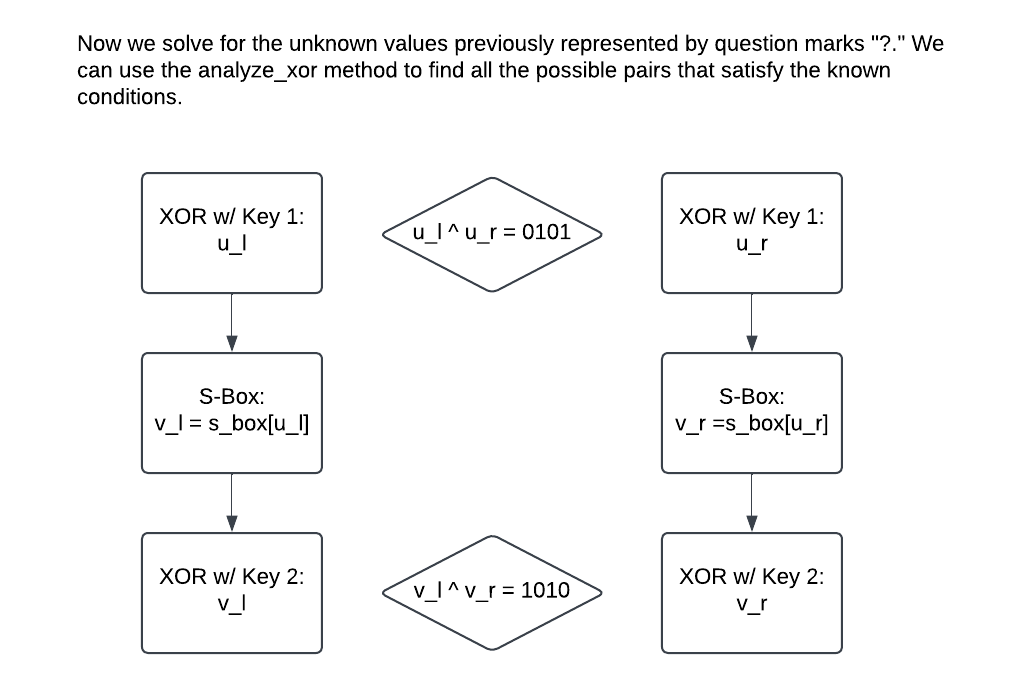 Now we solve for the unknown values previously represented by question marks "?." We
can use the analyze_xor method to find all the possible pairs that satisfy the known
conditions.
XOR w/ Key 1:
u_l
u_l ^ u_r = 0101
XOR w/ Key 1:
u_r
S-Box:
v_l = s_box[u_l]
S-Box:
v_r =s_box[u_r]
XOR w/ Key 2:
v_l
v_l ^ v_r = 1010
XOR w/ Key 2:
v_r